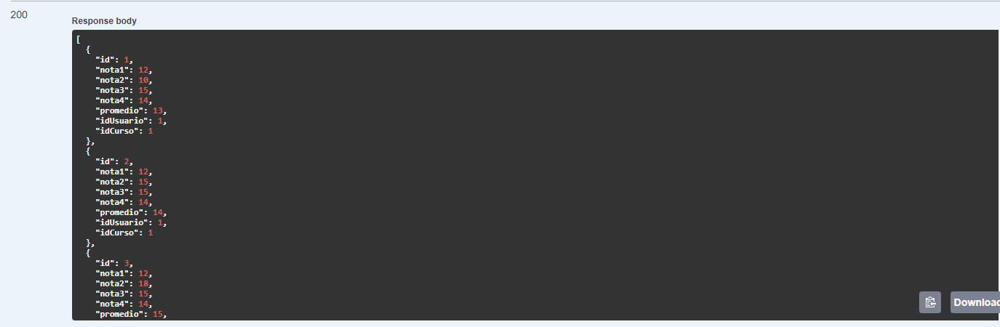 200
Response body
[
  {
    "id": 1,
    "nota1": 12,
    "nota2": 10,
    "nota3": 15,
    "nota4": 14,
    "promedio": 13,
    "idUsuario": 1,
    "idCurso": 1
  },
  {
    "id": 2,
    "nota1": 12,
    "nota2": 15,
    "nota3": 15,
    "nota4": 14,
    "promedio": 14,
    "idUsuario": 1,
    "idCurso": 1
  },
  {
    "id": 3,
    "nota1": 12,
    "nota2": 18,
    "nota3": 15,
    "nota4": 14,
    "promedio": 15,
Downloa